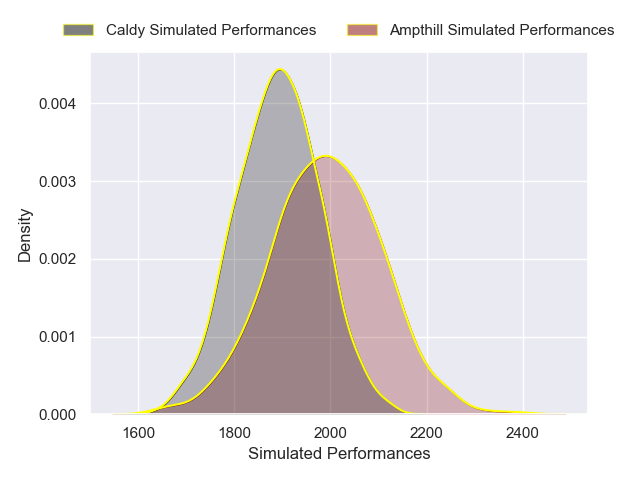 Caldy Simulated Performances Ampthill Simulated Performances
0.004
0.003
0.002
0.001
0.000
Density
1600 1800 2000 2200 2400
Simulated Performances